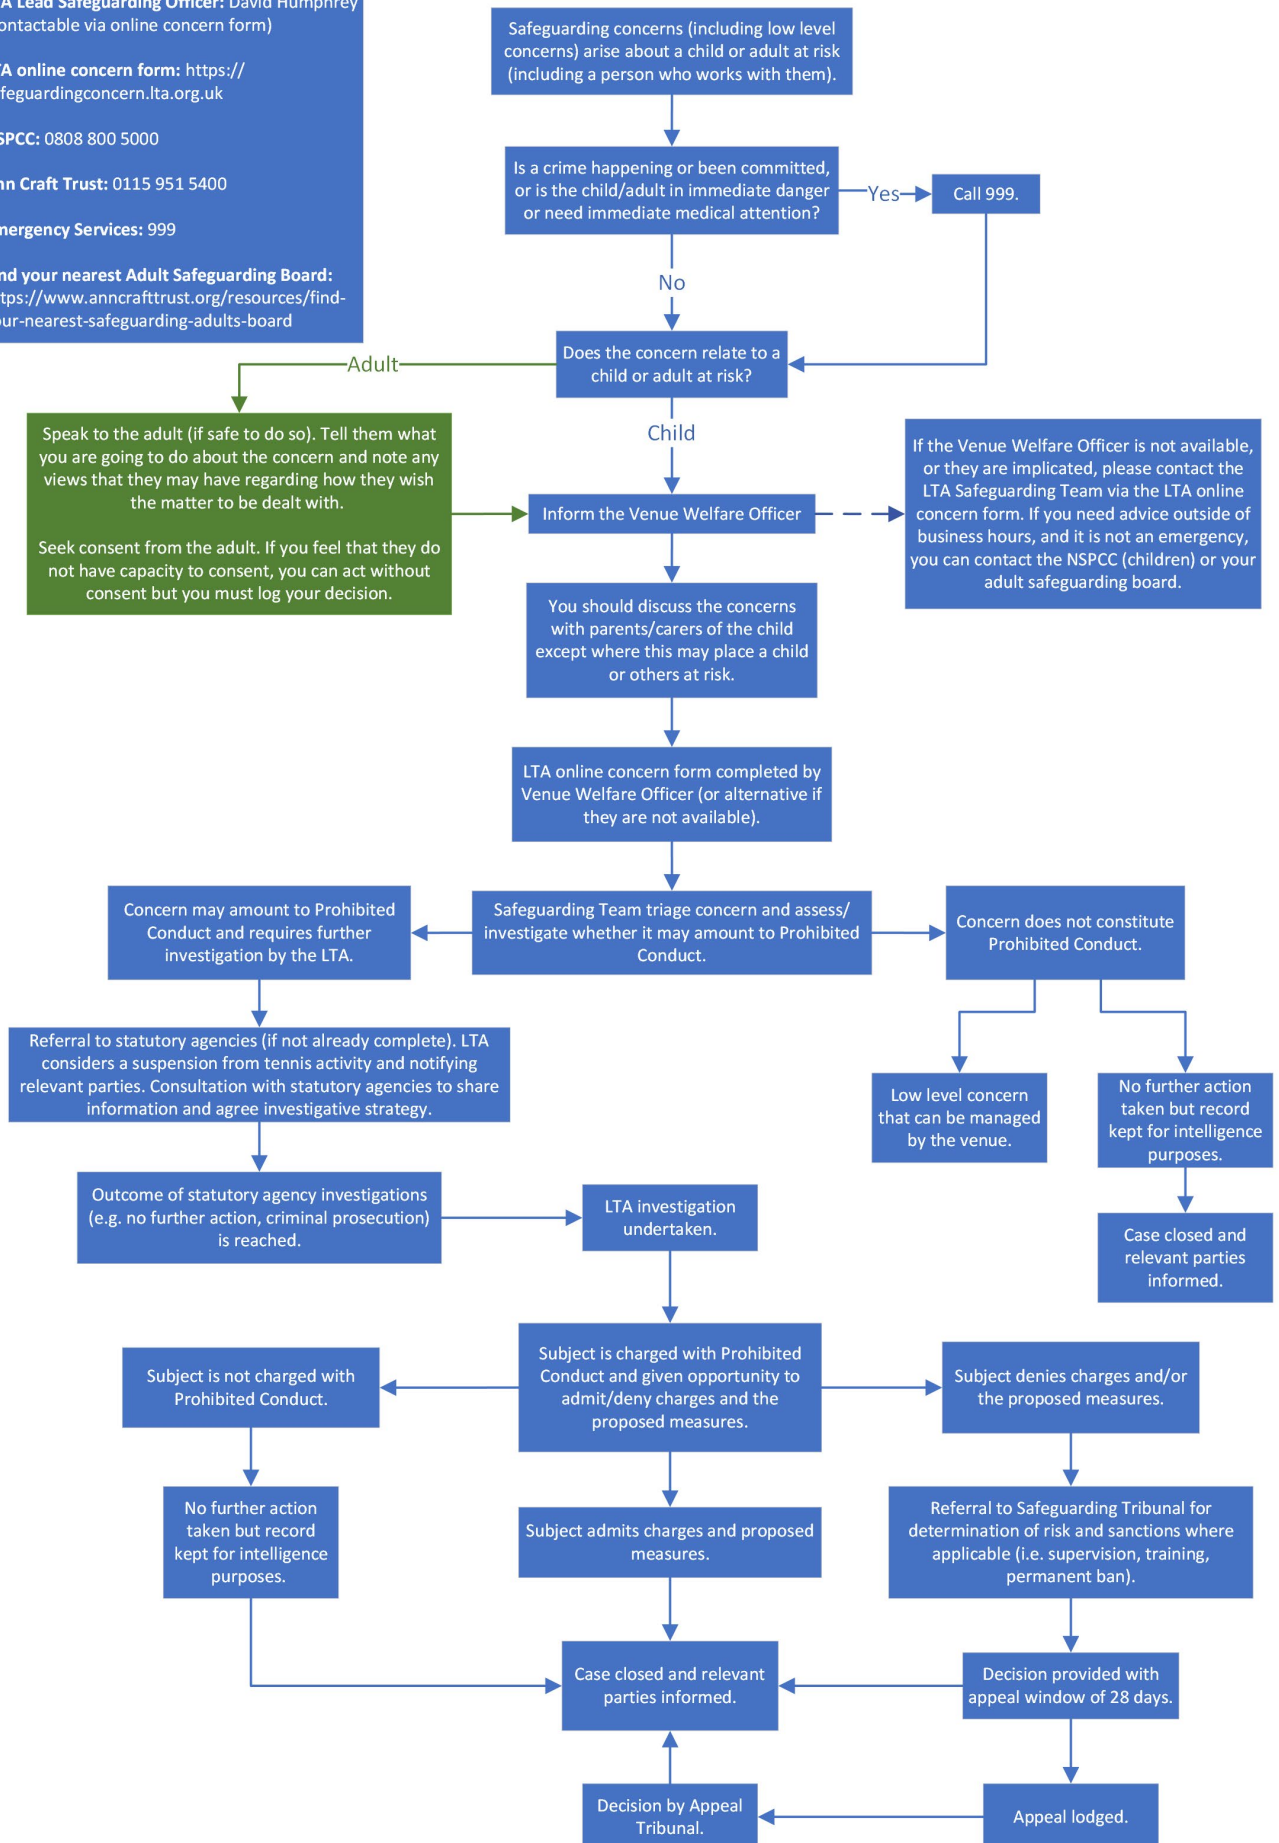 A Lead Safeguarding Officer: David Humphrey
ontactable via online concern form)
TA online concern form: https://
feguardingconcern.lta.org.uk
SPCC: 0808 800 5000
nn Craft Trust: 0115 951 5400
mergency Services: 999
nd your nearest Adult Safeguarding Board:
tps://www.anncrafttrust.org/resources/find-
our-nearest-safeguarding-adults-board
Safeguarding concerns (including low level
concerns) arise about a child or adult at risk
(including a person who works with them).
Is a crime happening or been committed,
or is the child/adult in immediate danger
or need immediate medical attention?
Yes
Call 999.
No
Does the concern relate to a
child or adult at risk?
Adult
Child
Speak to the adult (if safe to do so). Tell them what
you are going to do about the concern and note any
views that they may have regarding how they wish
the matter to be dealt with.
Seek consent from the adult. If you feel that they do
not have capacity to consent, you can act without
consent but you must log your decision.
Inform the Venue Welfare Officer
If the Venue Welfare Officer is not available,
or they are implicated, please contact the
LTA Safeguarding Team via the LTA online
concern form. If you need advice outside of
business hours, and it is not an emergency,
you can contact the NSPCC (children) or your
adult safeguarding board.
You should discuss the concerns
with parents/carers of the child
except where this may place a child
or others at risk.
LTA online concern form completed by
Venue Welfare Officer (or alternative if
they are not available).
Concern may amount to Prohibited
Conduct and requires further
investigation by the LTA.
Safeguarding Team triage concern and assess/
investigate whether it may amount to Prohibited
Conduct.
Concern does not constitute
Prohibited Conduct.
Referral to statutory agencies (if not already complete). LTA
considers a suspension from tennis activity and notifying
relevant parties. Consultation with statutory agencies to share
information and agree investigative strategy.
Low level concern
that can be managed
by the venue.
No further action
taken but record
kept for intelligence
purposes.
Outcome of statutory agency investigations
(e.g. no further action, criminal prosecution)
is reached.
LTA investigation
undertaken.
Case closed and
relevant parties
informed.
Subject is not charged with
Prohibited Conduct.
Subject is charged with Prohibited
Conduct and given opportunity to
admit/deny charges and the
proposed measures.
Subject denies charges and/or
the proposed measures.
No further action
taken but record
kept for intelligence
purposes.
Subject admits charges and proposed
measures.
Referral to Safeguarding Tribunal for
determination of risk and sanctions where
applicable (i.e. supervision, training,
permanent ban).
Case closed and relevant
parties informed.
Decision provided with
appeal window of 28 days.
Decision by Appeal
Tribunal.
Appeal lodged.